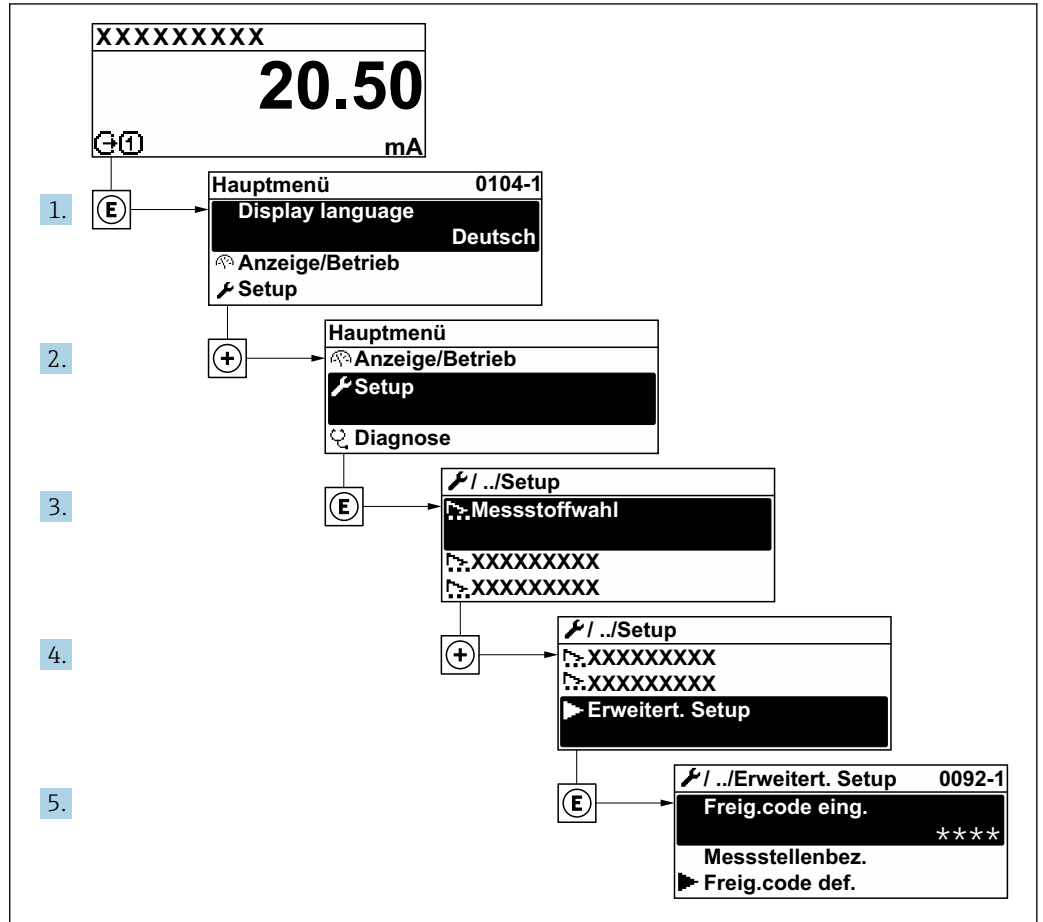 XXXXXXXXX
20.50
1
mA
1.
E
Hauptmenü 0104-1
Display language
Deutsch
Anzeige/Betrieb
Setup
2.
+
Hauptmenü
Anzeige/Betrieb
Setup
Diagnose
3.
E
/ ../Setup
Messstoffwahl
XXXXXXXXX
XXXXXXXXX
4.
+
/ ../Setup
XXXXXXXXX
XXXXXXXXX
Erweitert. Setup
5.
E
/ ../Erweitert. Setup 0092-1
Freig.code eing.
****
Messstellenbez.
Freig.code def.